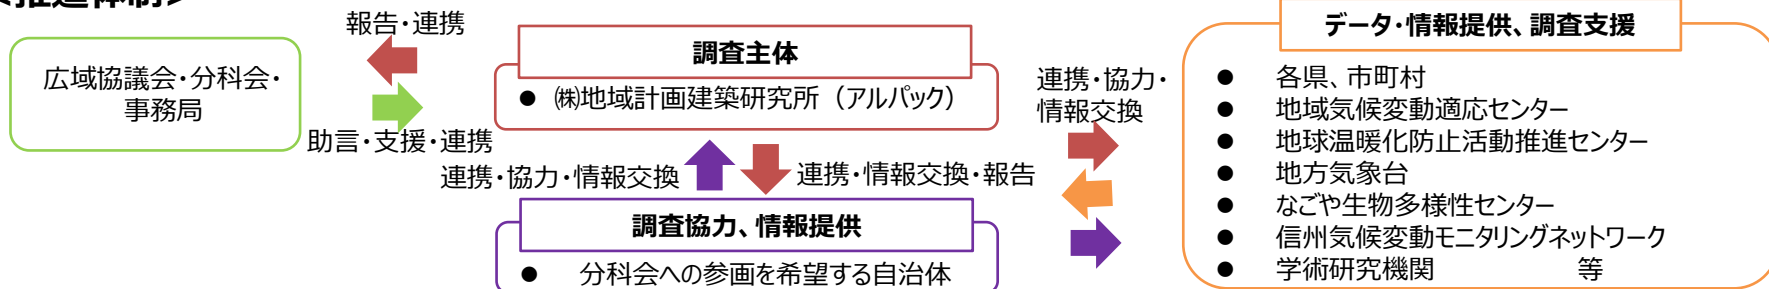 <推進体制>
報告・連携
広域協議会・分科会・
事務局
助言・支援・連携
調査主体
● ㈱地域計画建築研究所（アルパック）
連携・協力・情報交換
連携・情報交換・報告
調査協力、情報提供
● 分科会への参画を希望する自治体
連携・協力・
情報交換
データ・情報提供、調査支援
● 各県、市町村
● 地域気候変動適応センター
● 地球温暖化防止活動推進センター
● 地方気象台
● なごや生物多様性センター
● 信州気候変動モニタリングネットワーク
● 学術研究機関 等